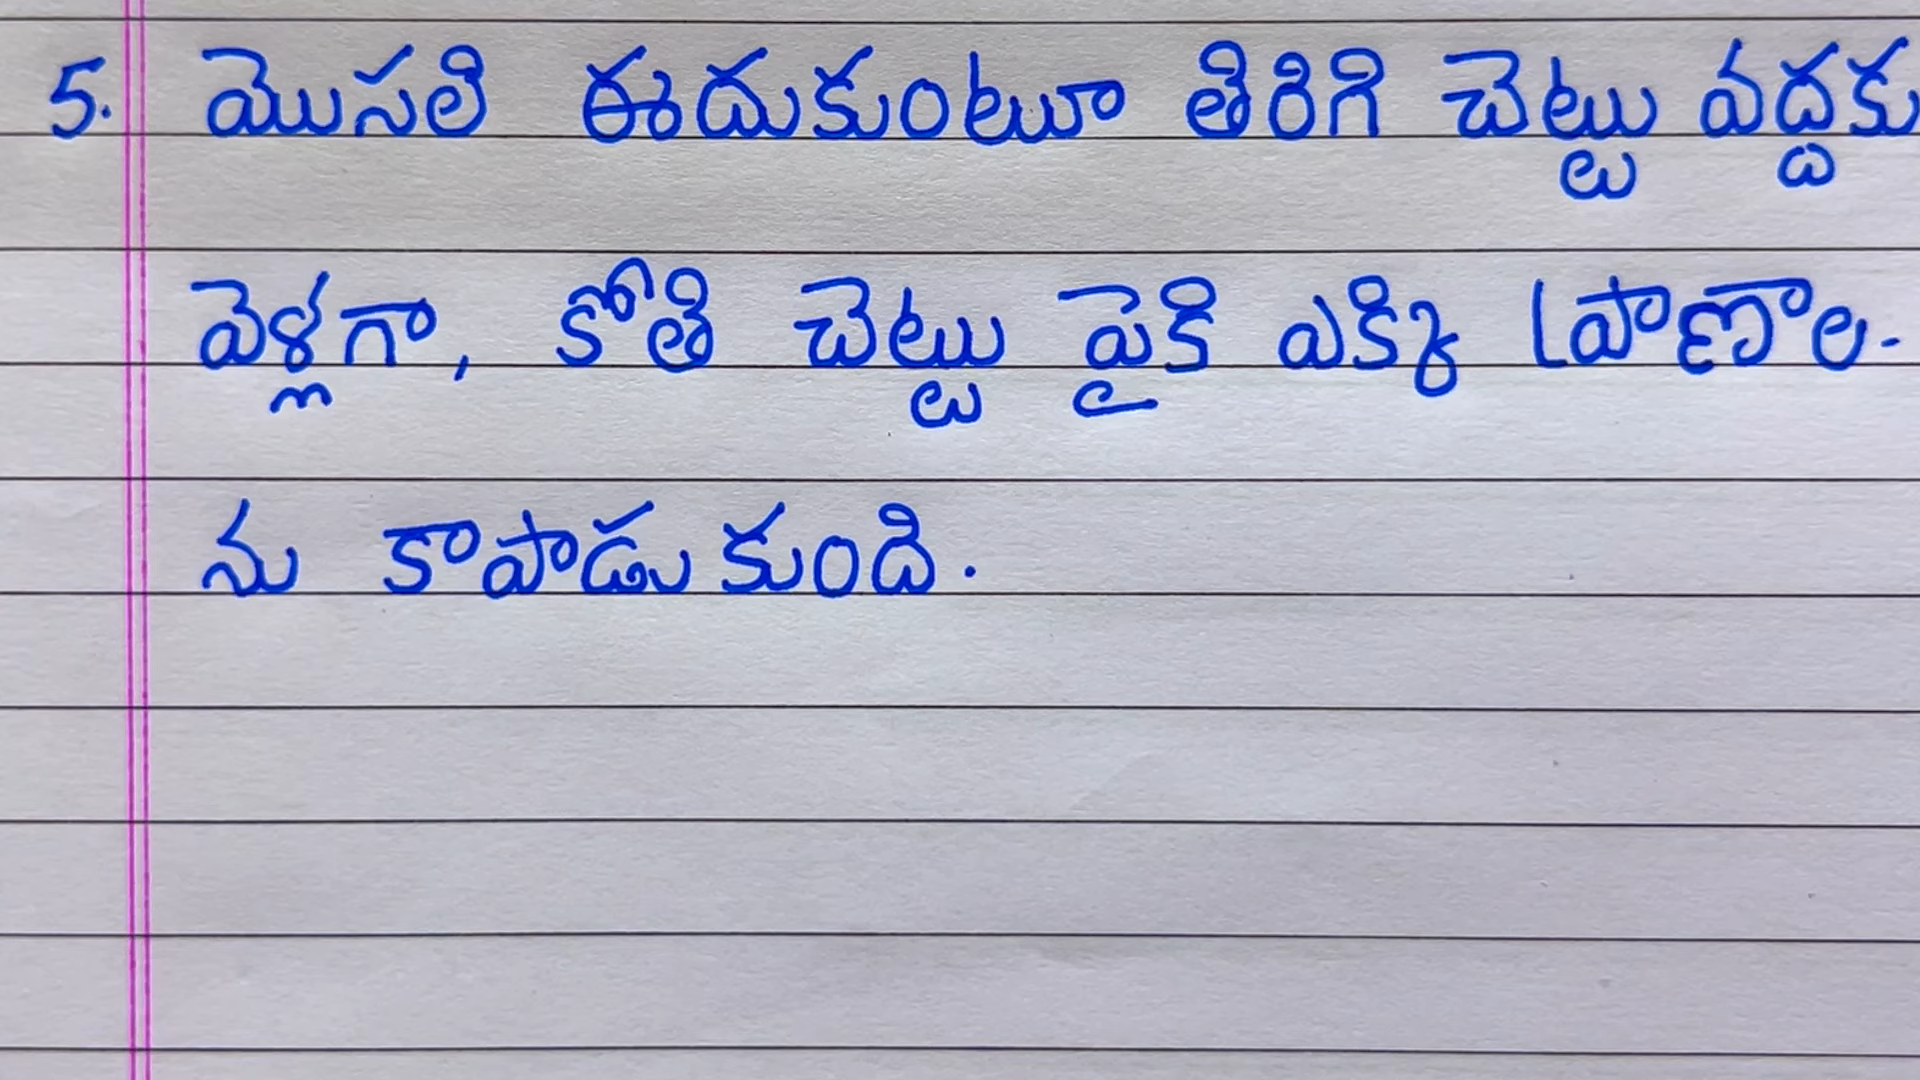 5. మొసలి ఈదుకుంటూ తిరిగి చెట్టు వద్దకు
వెళ్లగా, కోతి చెట్టు పైకి ఎక్కి ప్రాణాల-
ను కాపాడుకుంది.